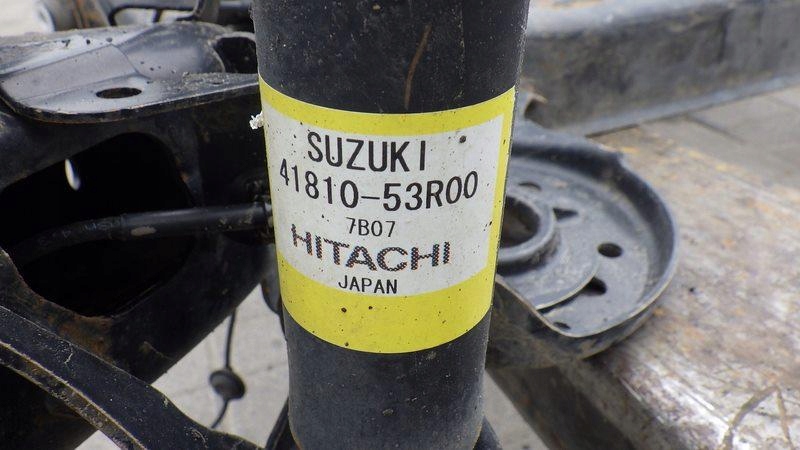 SUZUKI
41810-53R00
7B07
HITACHI
JAPAN